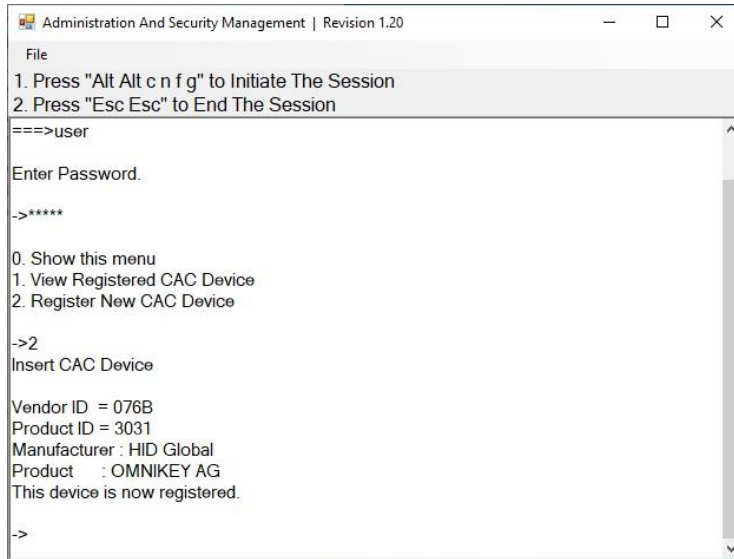 Administration And Security Management | Revision 1.20
File
1. Press "Alt Alt c n f g" to Initiate The Session
2. Press "Esc Esc" to End The Session
===>user
Enter Password.
->*****
0. Show this menu
1. View Registered CAC Device
2. Register New CAC Device
->2
Insert CAC Device
Vendor ID  = 076B
Product ID = 3031
Manufacturer : HID Global
Product      : OMNIKEY AG
This device is now registered.
->